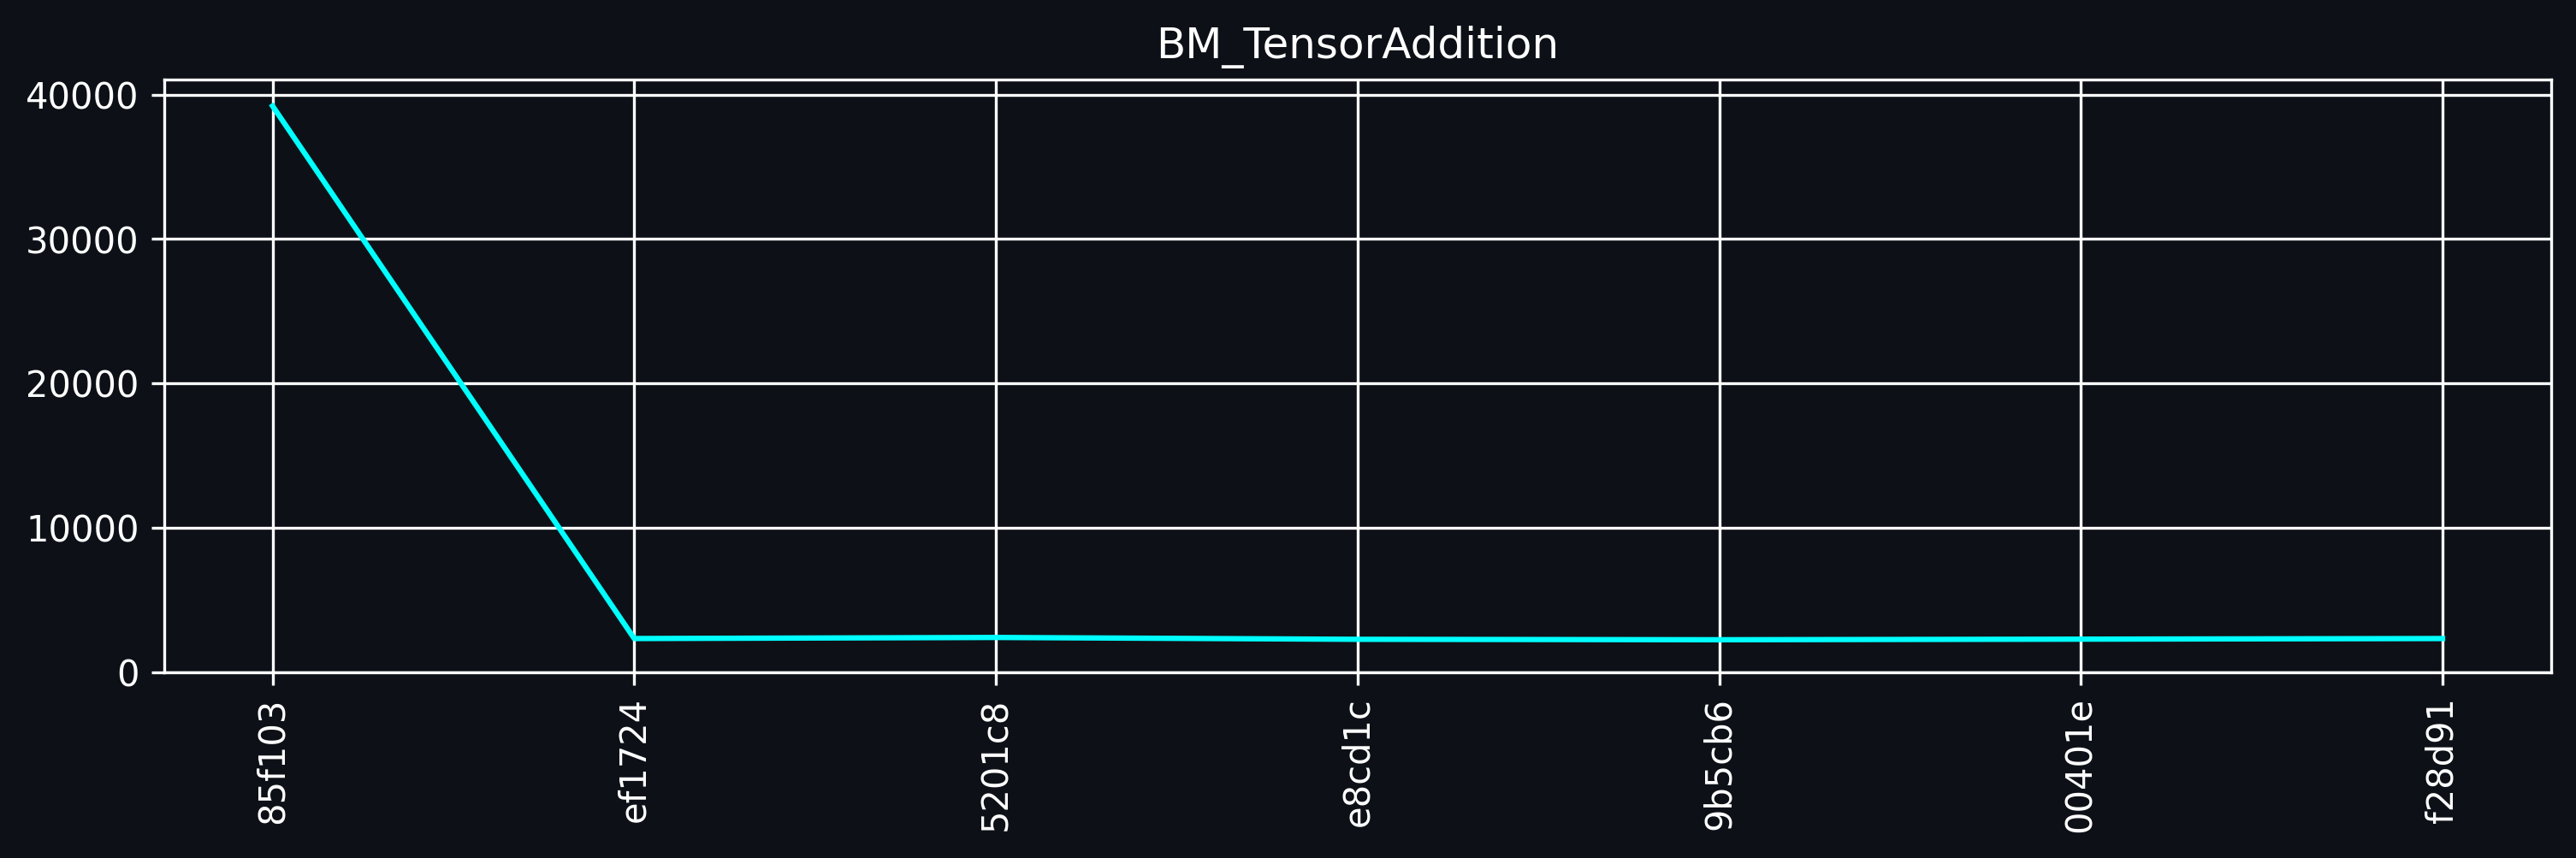 BM_TensorAddition
40000
30000
20000
10000
0
85f103
ef1724
5201c8
e8cd1c
9b5cb6
00401e
f28d91